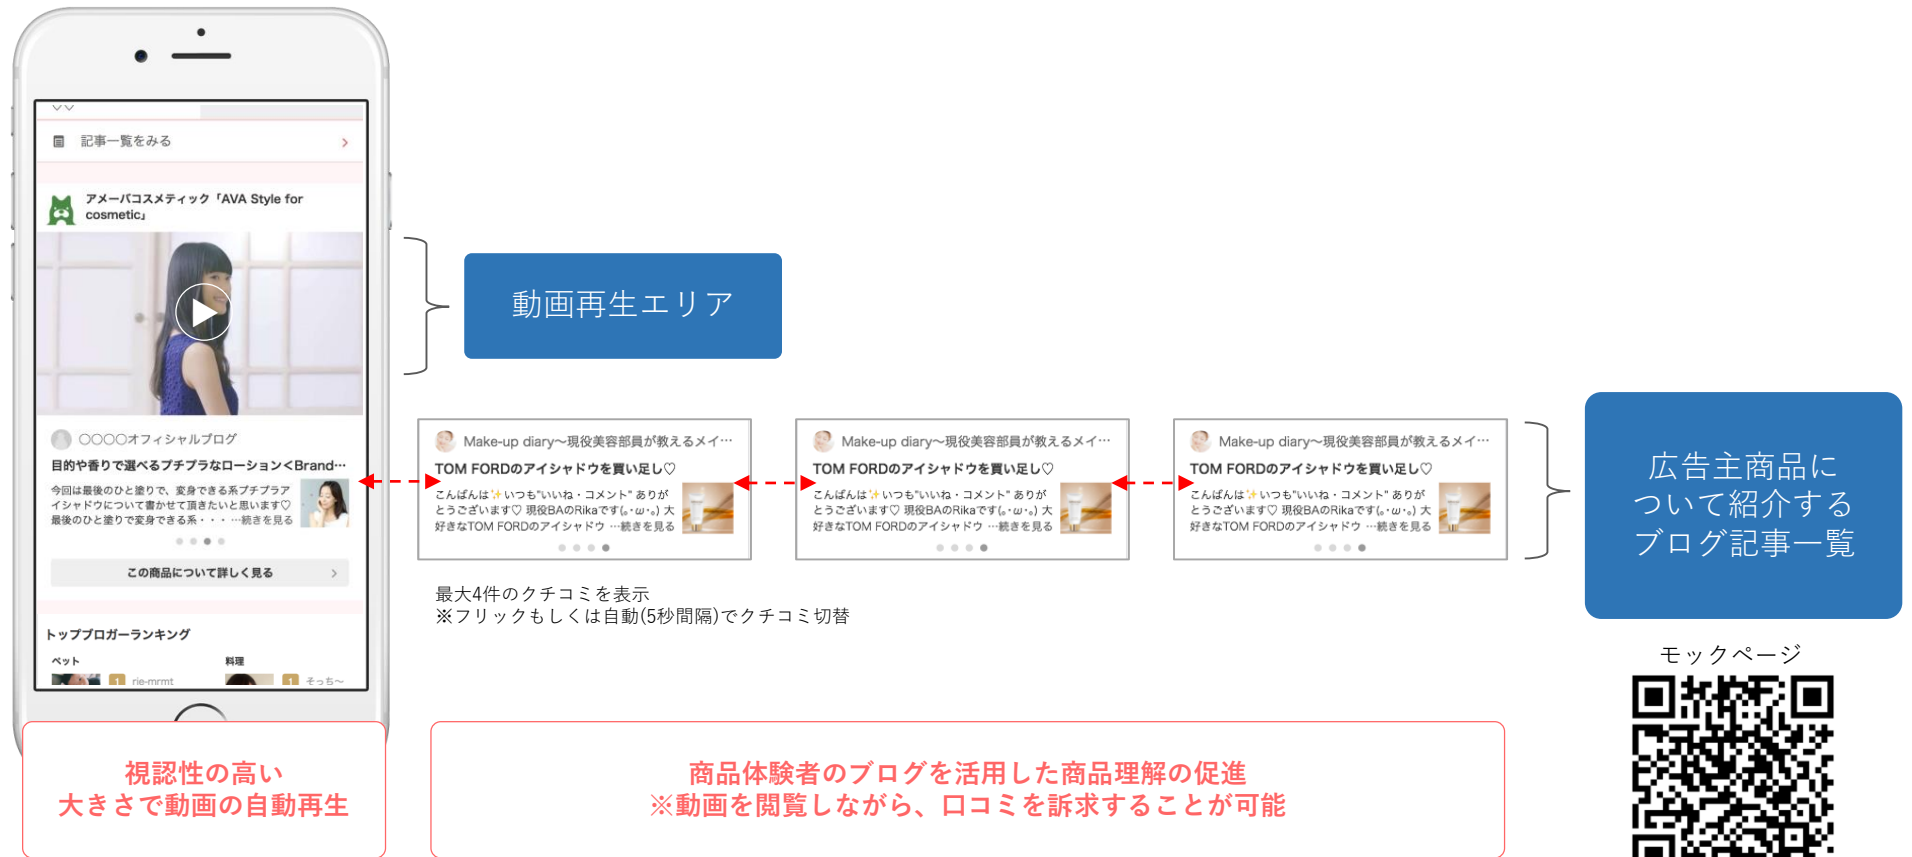 記事一覧をみる
アメーバコスメティック「AVA Style for
cosmetic」
動画再生エリア
〇〇〇〇オフィシャルブログ
目的や香りで選べるプチプラなローション<Brand…
今回は最後のひと塗りで、変身できる系プチプラア
イシャドウについて書かせて頂きたいと思います♡
最後のひと塗りで変身できる系・・・…続きを見る
この商品について詳しく見る
トップブロガーランキング
ペット
料理
1 rie-mrmt
1 そっち〜
Make-up diary〜現役美容部員が教えるメイ…
TOM FORDのアイシャドウを買い足し♡
こんばんは✨いつも"いいね・コメント" ありが
とうございます♡ 現役BAのRikaです(｡･ω･｡) 大
好きなTOM FORDのアイシャドウ …続きを見る
Make-up diary〜現役美容部員が教えるメイ…
TOM FORDのアイシャドウを買い足し♡
こんばんは✨いつも"いいね・コメント" ありが
とうございます♡ 現役BAのRikaです(｡･ω･｡) 大
好きなTOM FORDのアイシャドウ …続きを見る
Make-up diary〜現役美容部員が教えるメイ…
TOM FORDのアイシャドウを買い足し♡
こんばんは✨いつも"いいね・コメント" ありが
とうございます♡ 現役BAのRikaです(｡･ω･｡) 大
好きなTOM FORDのアイシャドウ …続きを見る
広告主商品に
ついて紹介する
ブログ記事一覧
最大4件のクチコミを表示
※フリックもしくは自動(5秒間隔)でクチコミ切替
モックページ
視認性の高い
大きさで動画の自動再生
商品体験者のブログを活用した商品理解の促進
※動画を閲覧しながら、口コミを訴求することが可能